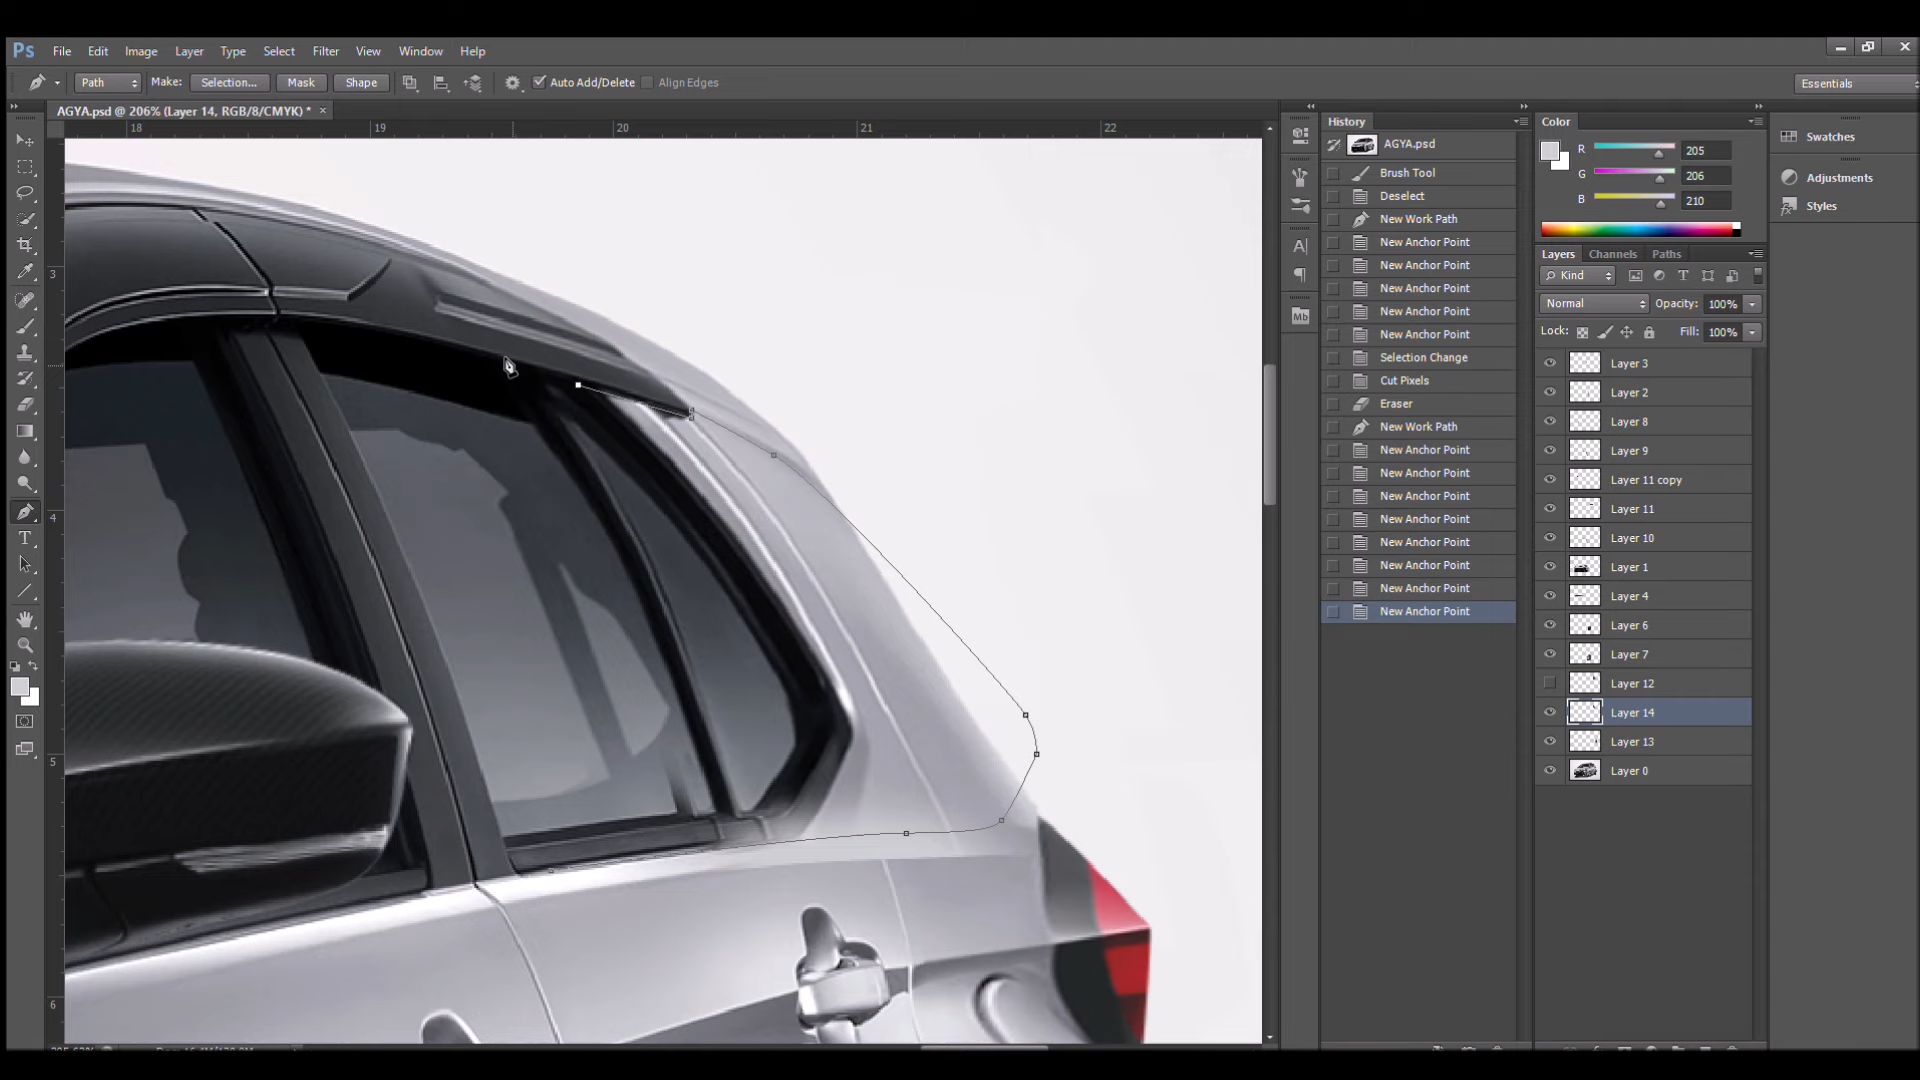 Ps File Edit Image Layer Type Select Filter View Window Help
Path Make: Selection... Mask Shape Auto Add/Delete Align Edges Essentials
AGYA.psd @ 206% (Layer 14, RGB/8/CMYK) * ×
18 19 20 21 22
3
4
5
6
History
AGYA.psd
Brush Tool
Deselect
New Work Path
New Anchor Point
New Anchor Point
New Anchor Point
New Anchor Point
New Anchor Point
Selection Change
Cut Pixels
Eraser
New Work Path
New Anchor Point
New Anchor Point
New Anchor Point
New Anchor Point
New Anchor Point
New Anchor Point
New Anchor Point
New Anchor Point
Mb
Color
R 205
G 206
B 210
Layers Channels Paths
Kind
Normal Opacity: 100%
Lock: Fill: 100%
Layer 3
Layer 2
Layer 8
Layer 9
Layer 11 copy
Layer 11
Layer 10
Layer 1
Layer 4
Layer 6
Layer 7
Layer 12
Layer 14
Layer 13
Layer 0
Swatches
Adjustments
Styles